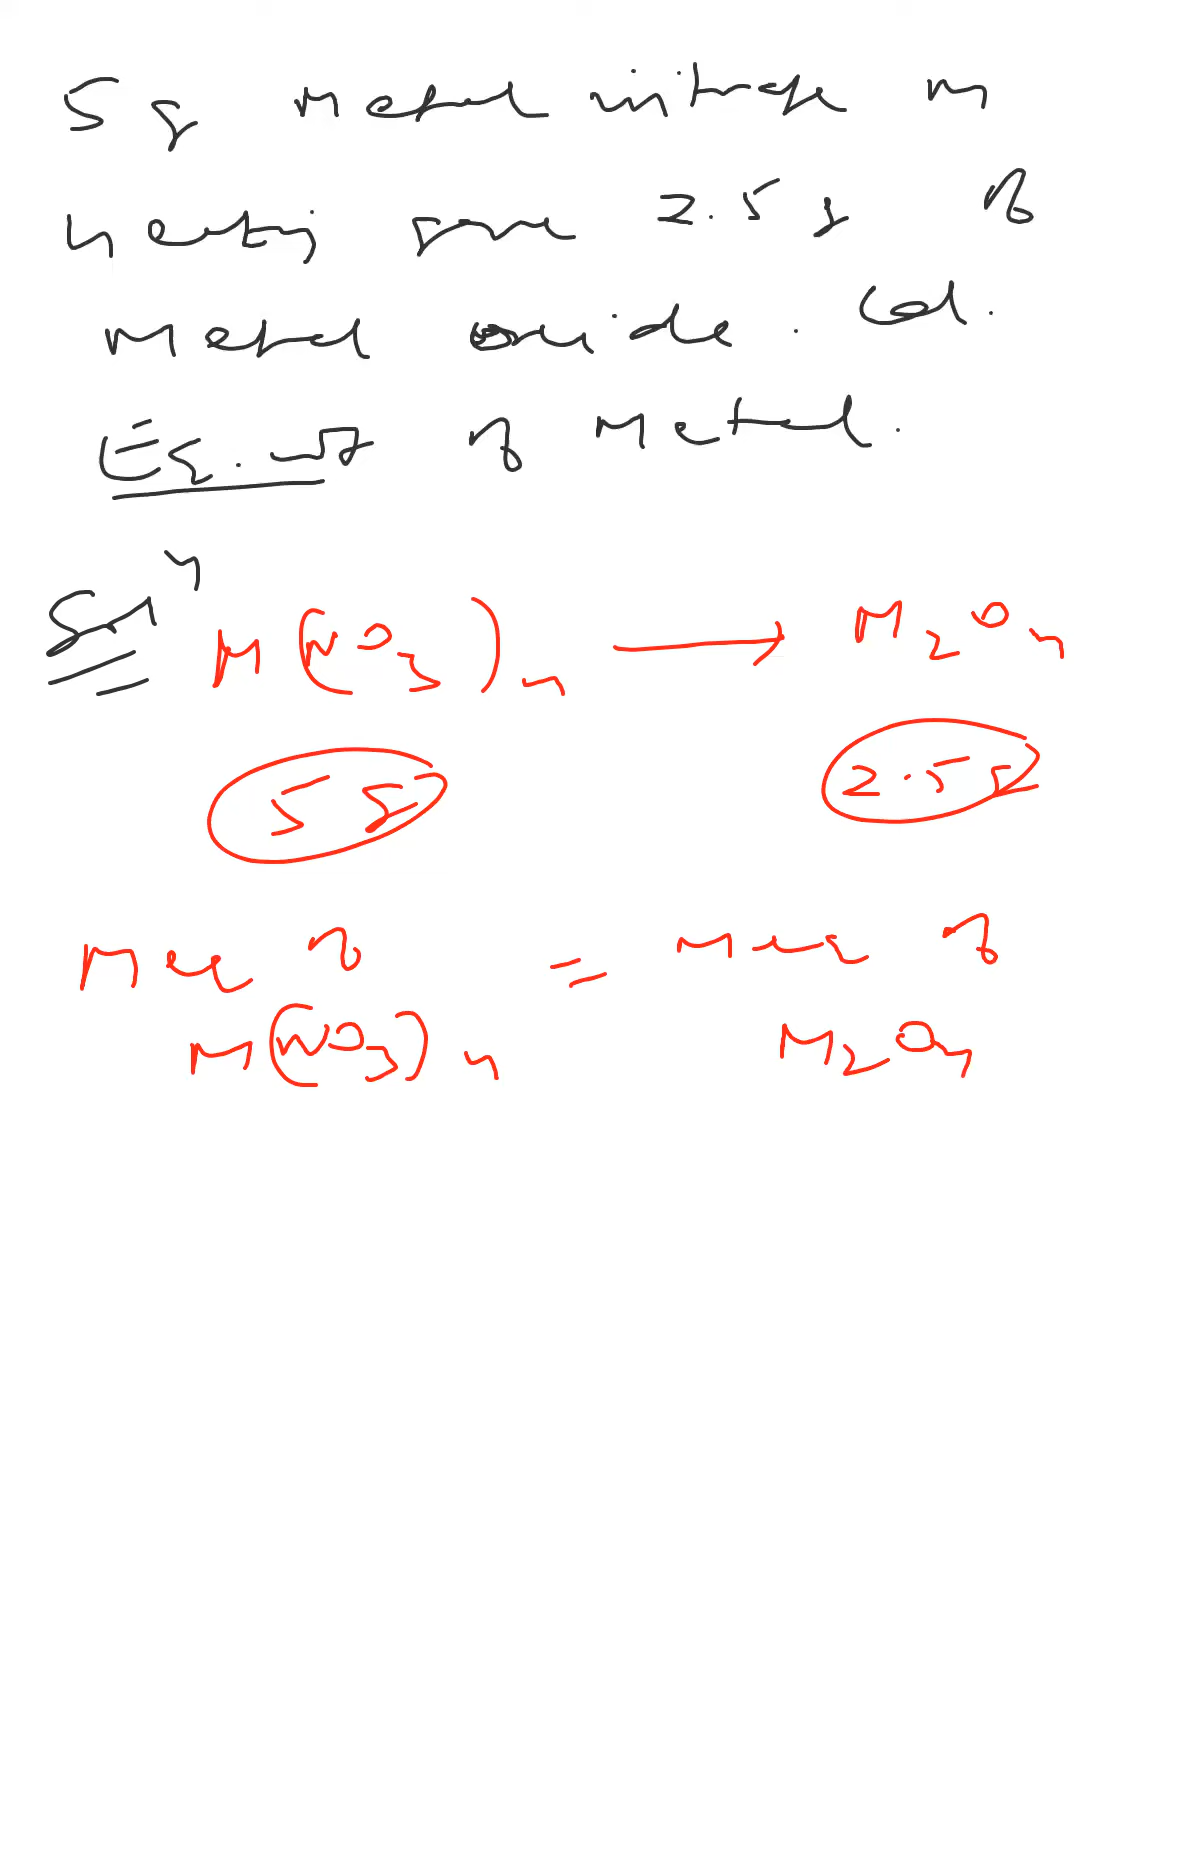 5 g Metal nitrate on
heating gave 2.5 g of
Metal oxide. Cal.
Eq. wt of Metal.
Solⁿ M(NO₃)ₙ ⟶ M₂Oₙ
5 g 2.5 g
Meq of = Meq of
M(NO₃)ₙ M₂Oₙ